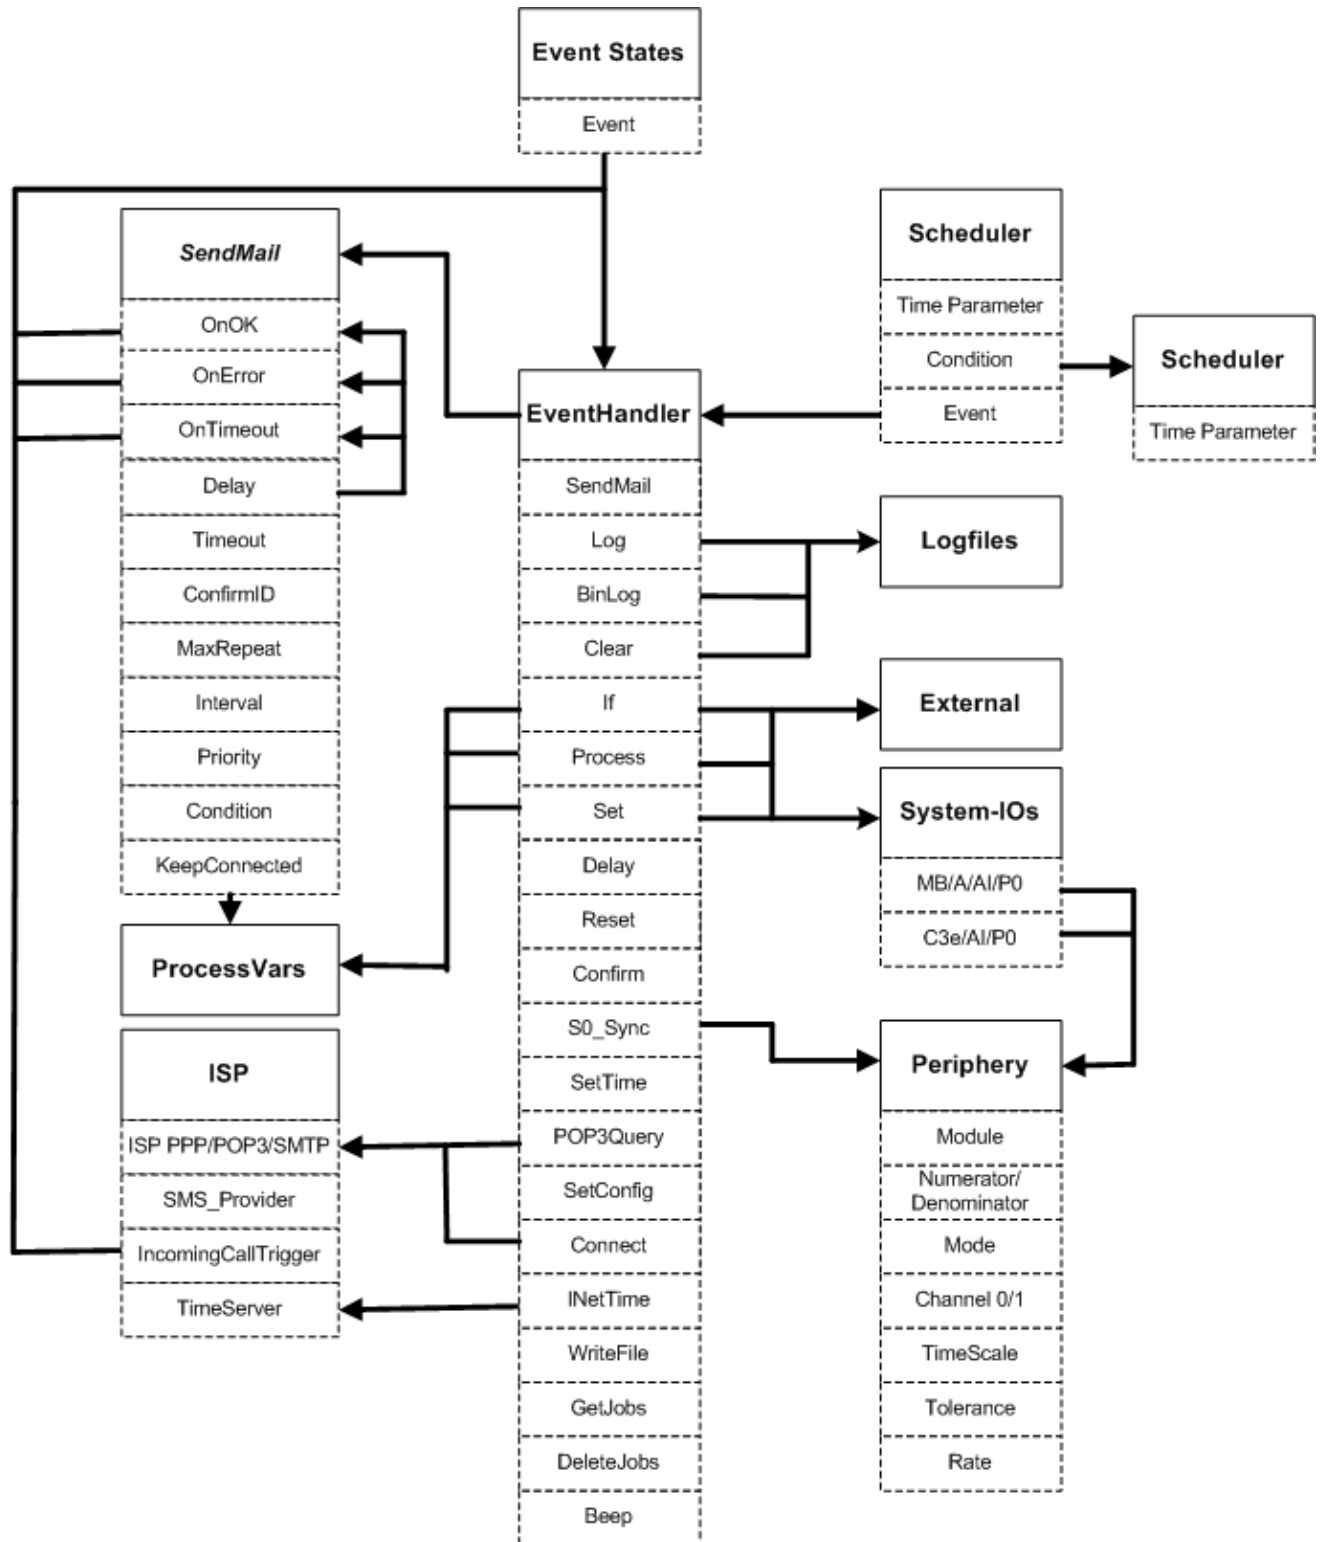 Event States
Event
SendMail
OnOK
OnError
OnTimeout
Delay
Timeout
ConfirmID
MaxRepeat
Interval
Priority
Condition
KeepConnected
ProcessVars
ISP
ISP PPP/POP3/SMTP
SMS_Provider
IncomingCallTrigger
TimeServer
EventHandler
SendMail
Log
BinLog
Clear
If
Process
Set
Delay
Reset
Confirm
S0_Sync
SetTime
POP3Query
SetConfig
Connect
INetTime
WriteFile
GetJobs
DeleteJobs
Beep
Scheduler
Time Parameter
Condition
Event
Scheduler
Time Parameter
Logfiles
External
System-IOs
MB/A/AI/P0
C3e/AI/P0
Periphery
Module
Numerator/
Denominator
Mode
Channel 0/1
TimeScale
Tolerance
Rate